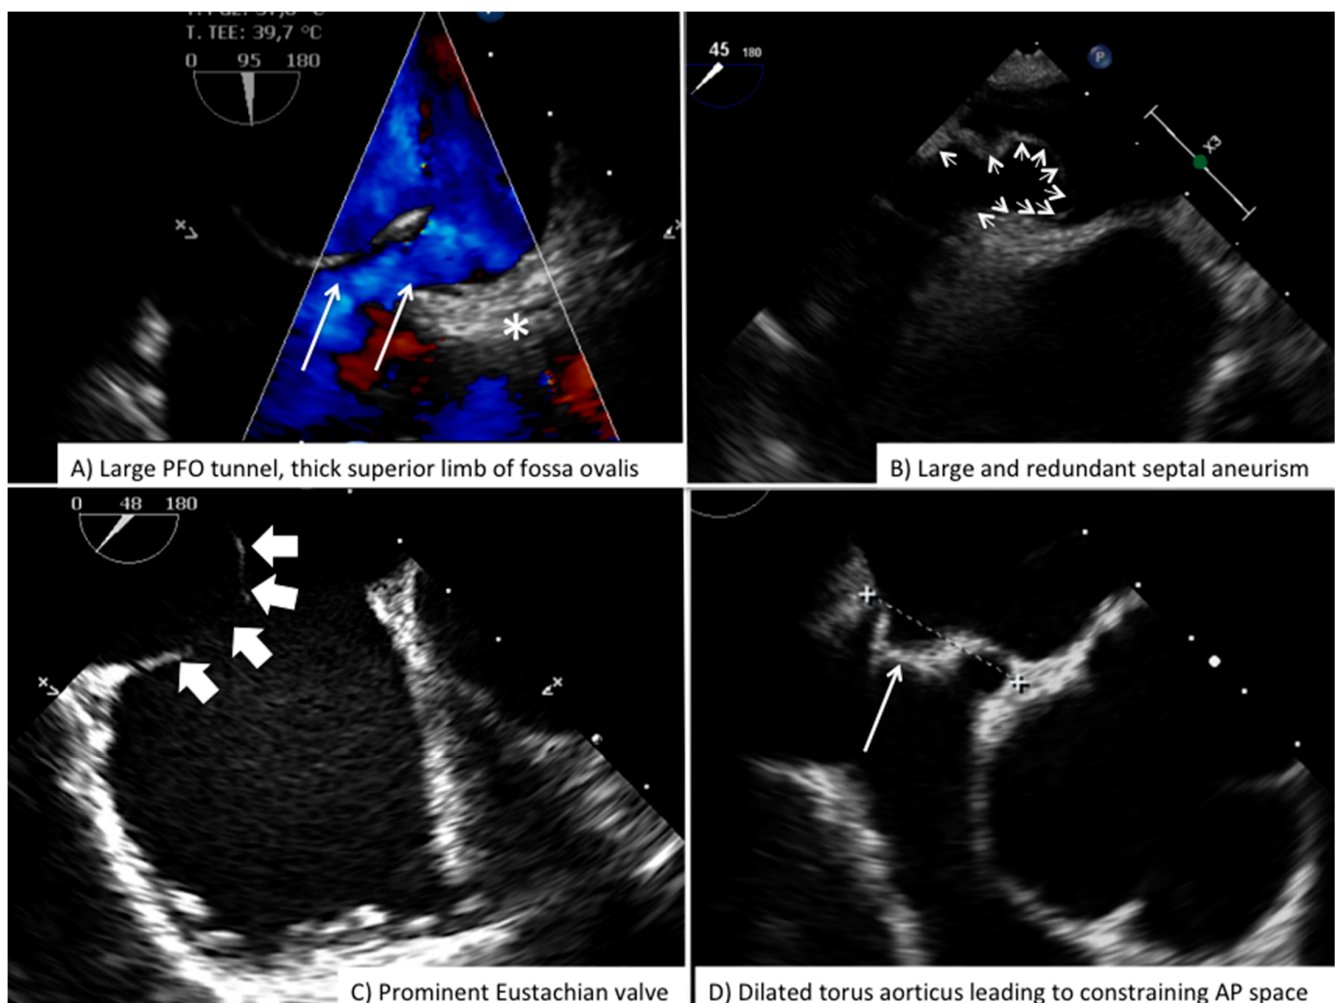 T. TEE: 39,7 °C
0 95 180
A) Large PFO tunnel, thick superior limb of fossa ovalis
45 180
P
X3
B) Large and redundant septal aneurism
0 48 180
C) Prominent Eustachian valve
D) Dilated torus aorticus leading to constraining AP space